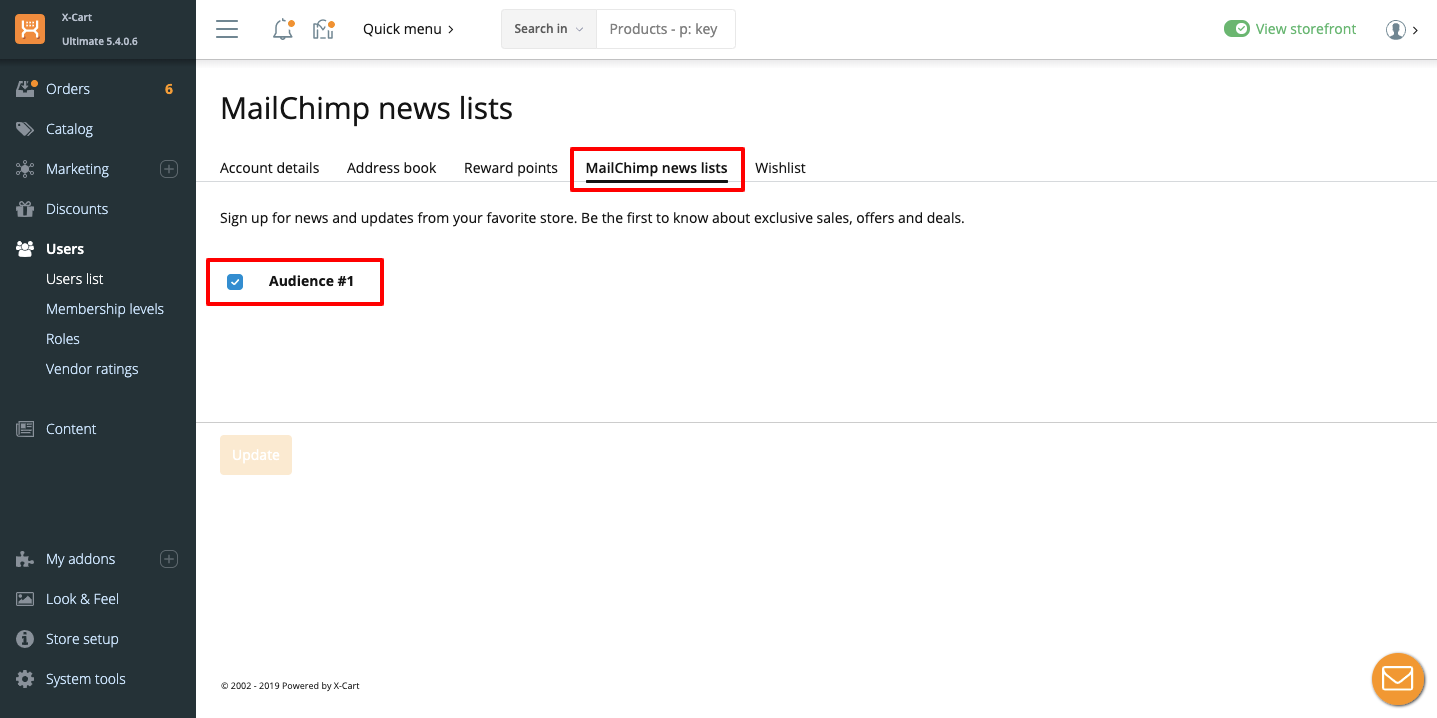 X-Cart
Ultimate 5.4.0.6
Quick menu
Search in
Products - p: key
View storefront
Orders 6
Catalog
Marketing
Discounts
Users
Users list
Membership levels
Roles
Vendor ratings
Content
My addons
Look & Feel
Store setup
System tools
MailChimp news lists
Account details Address book Reward points MailChimp news lists Wishlist
Sign up for news and updates from your favorite store. Be the first to know about exclusive sales, offers and deals.
Audience #1
Update
© 2002 - 2019 Powered by X-Cart